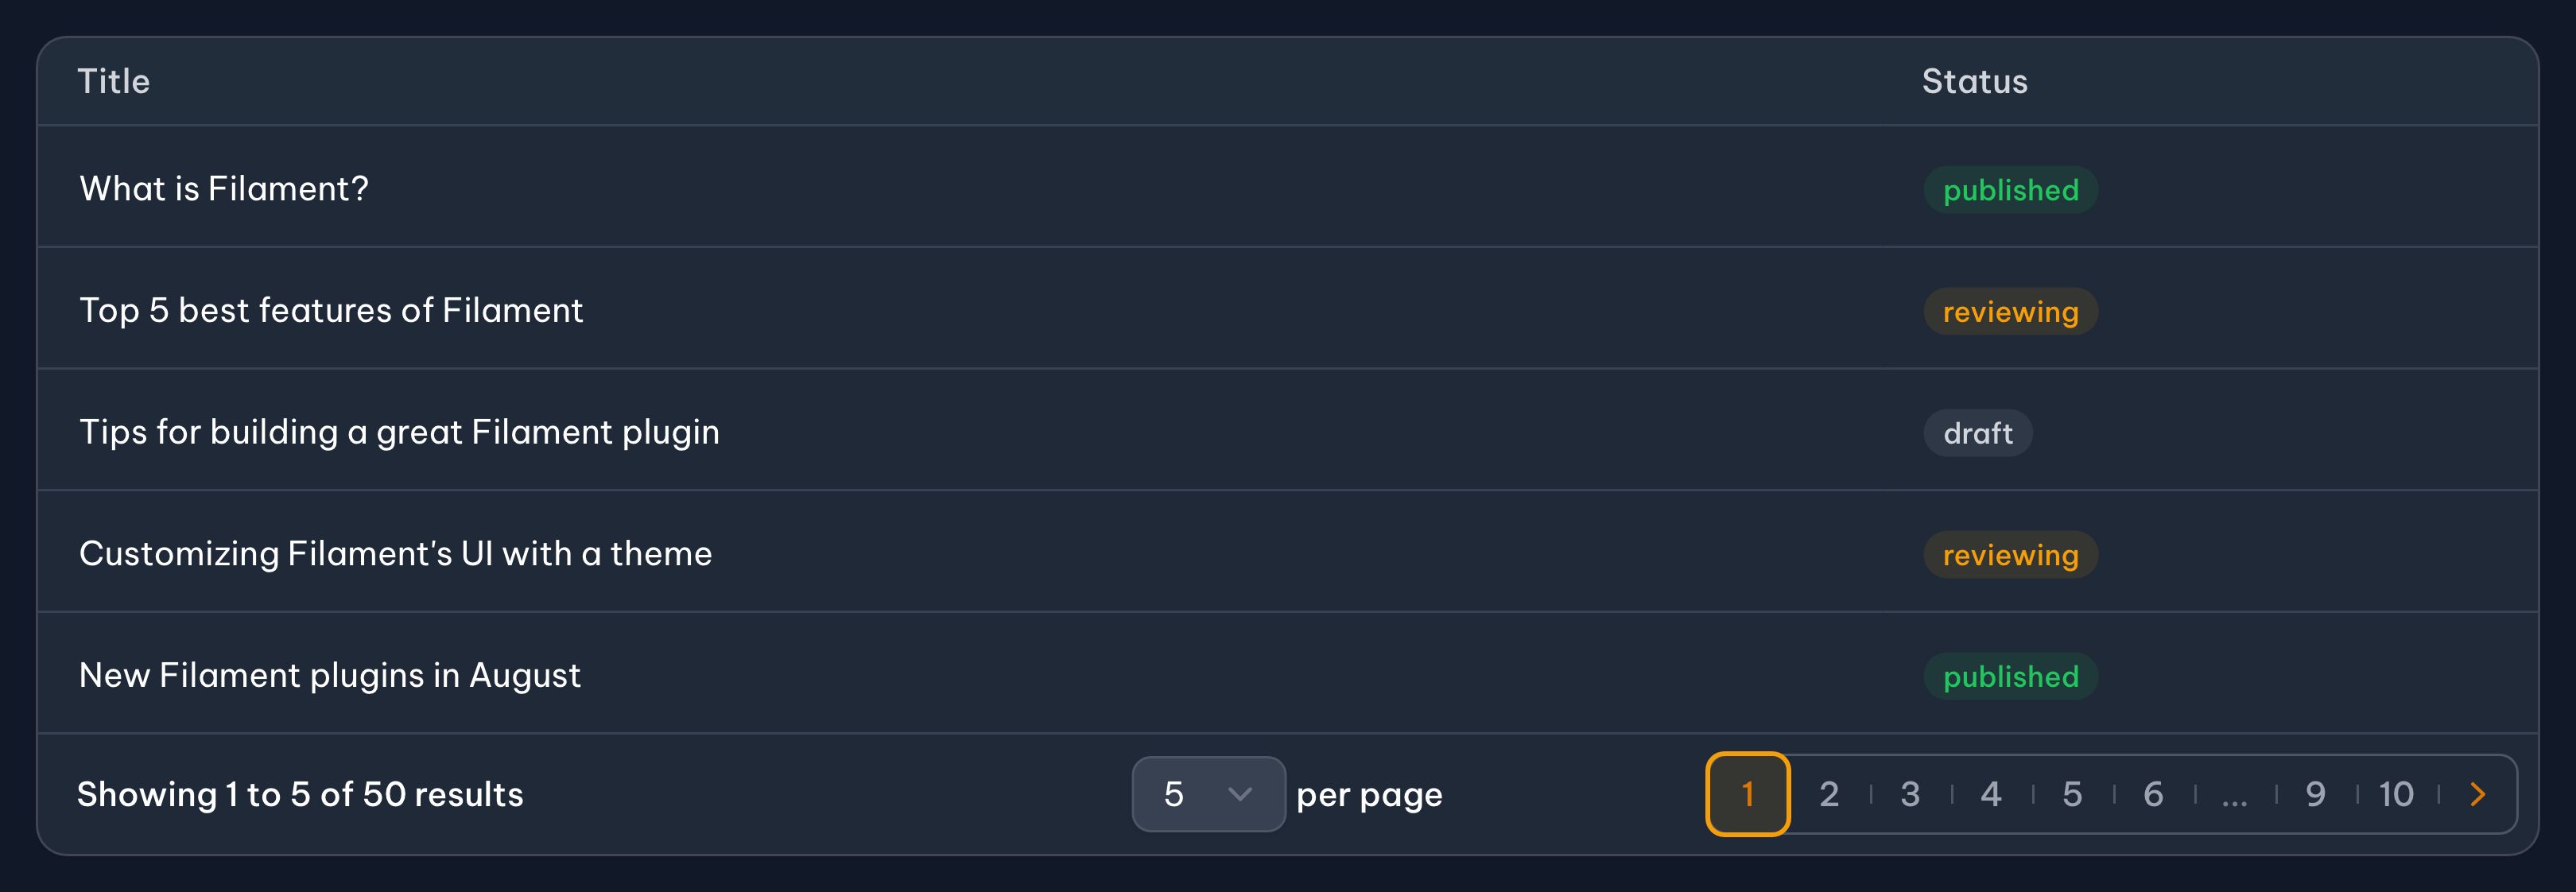 Title Status
What is Filament? published
Top 5 best features of Filament reviewing
Tips for building a great Filament plugin draft
Customizing Filament's UI with a theme reviewing
New Filament plugins in August published
Showing 1 to 5 of 50 results 5 per page 1 2 3 4 5 6 ... 9 10